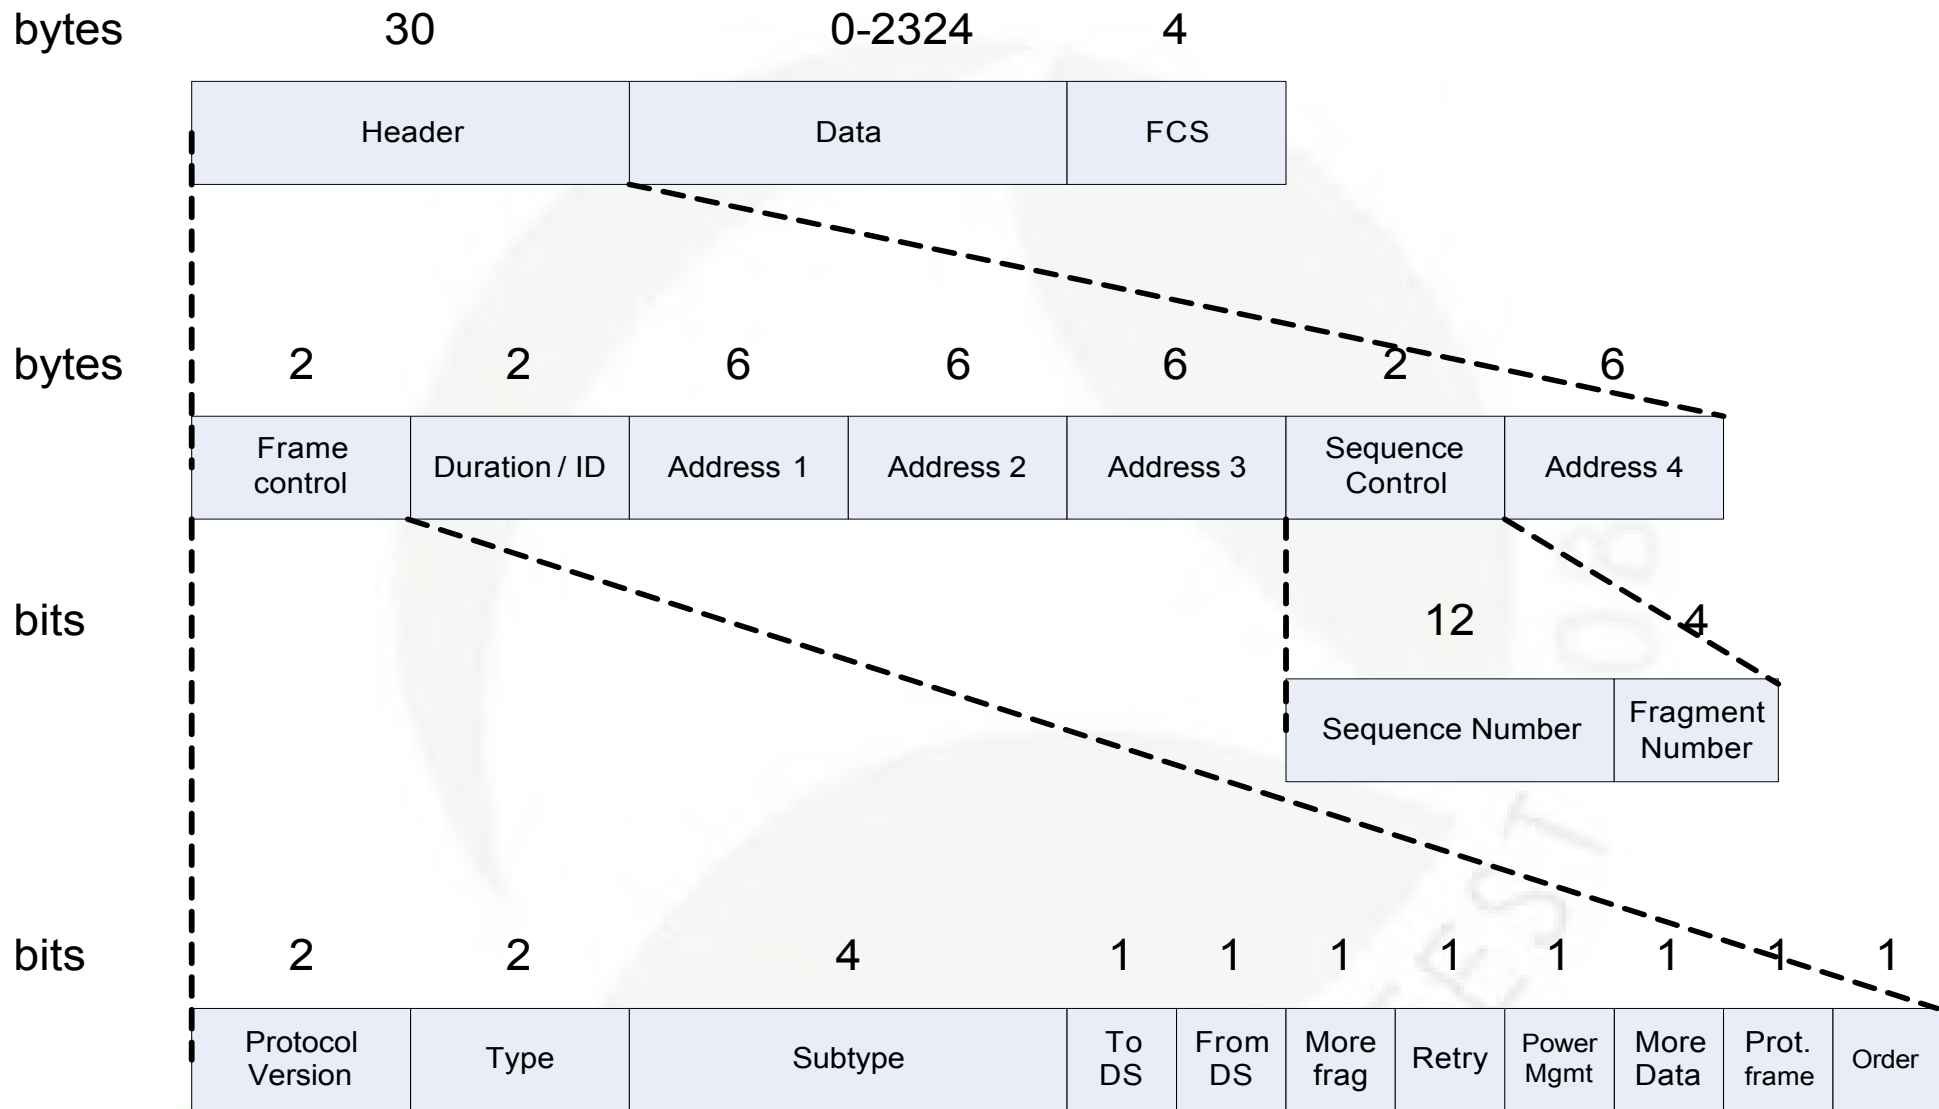 bytes 30 0-2324 4
Header Data FCS
bytes 2 2 6 6 6 2 6
Frame control Duration / ID Address 1 Address 2 Address 3 Sequence Control Address 4
bits 12 4
Sequence Number Fragment Number
bits 2 2 4 1 1 1 1 1 1 1 1
Protocol Version Type Subtype To DS From DS More frag Retry Power Mgmt More Data Prot. frame Order